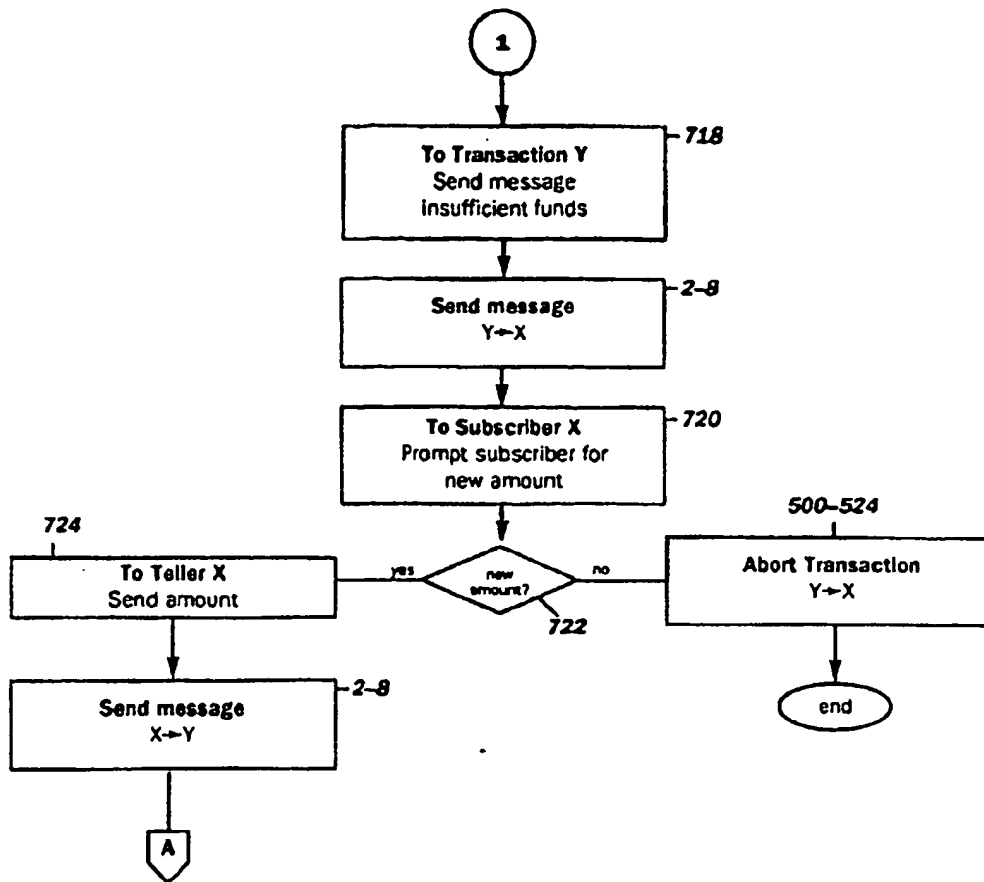 1
718
To Transaction Y
Send message
insufficient funds
2-8
Send message
Y→X
720
To Subscriber X
Prompt subscriber for
new amount
724
To Teller X
Send amount
yes
new
amount?
no
722
500-524
Abort Transaction
Y→X
2-8
Send message
X→Y
end
A